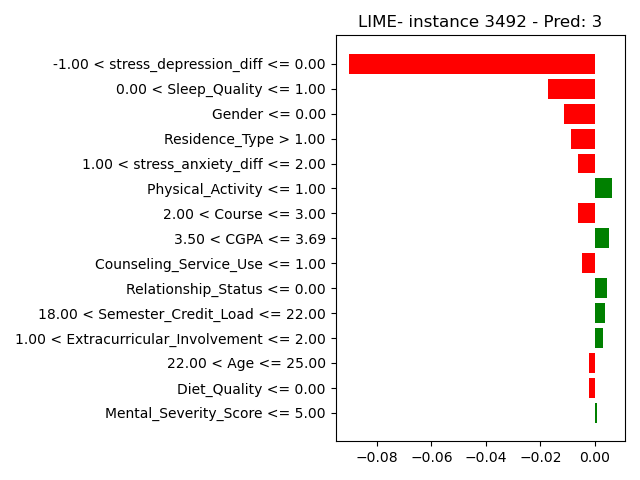 LIME- instance 3492 - Pred: 3
-1.00 < stress_depression_diff <= 0.00
0.00 < Sleep_Quality <= 1.00
Gender <= 0.00
Residence_Type > 1.00
1.00 < stress_anxiety_diff <= 2.00
Physical_Activity <= 1.00
2.00 < Course <= 3.00
3.50 < CGPA <= 3.69
Counseling_Service_Use <= 1.00
Relationship_Status <= 0.00
18.00 < Semester_Credit_Load <= 22.00
1.00 < Extracurricular_Involvement <= 2.00
22.00 < Age <= 25.00
Diet_Quality <= 0.00
Mental_Severity_Score <= 5.00
−0.08 −0.06 −0.04 −0.02 0.00